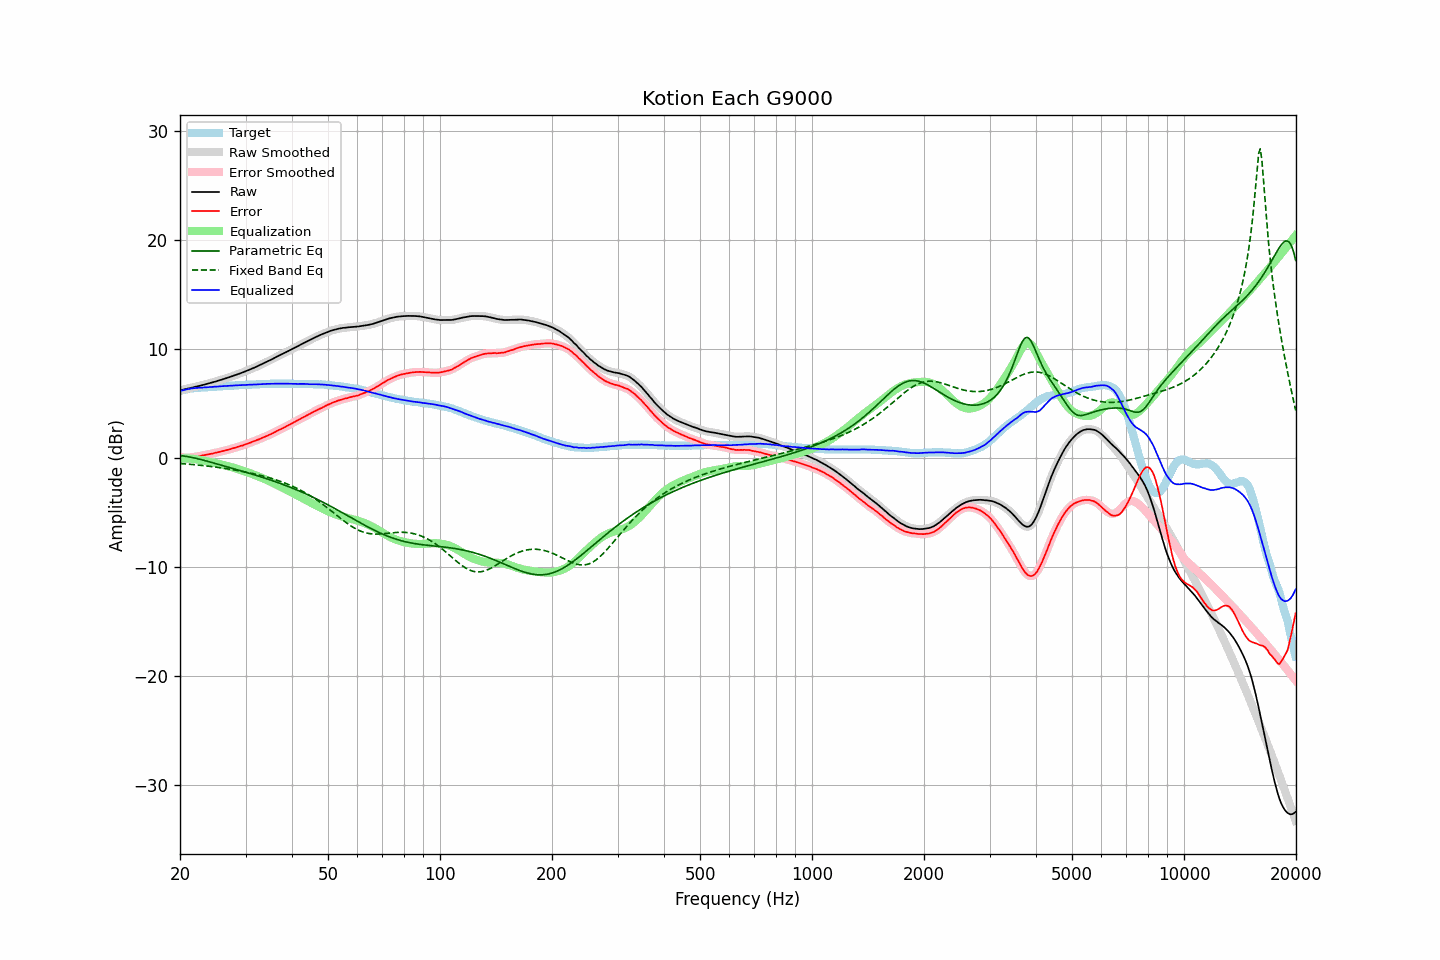 Kotion Each G9000
Target
Raw Smoothed
Error Smoothed
Raw
Error
Equalization
Parametric Eq
Fixed Band Eq
Equalized
30
20
10
0
−10
−20
−30
Amplitude (dBr)
20 50 100 200 500 1000 2000 5000 10000 20000
Frequency (Hz)